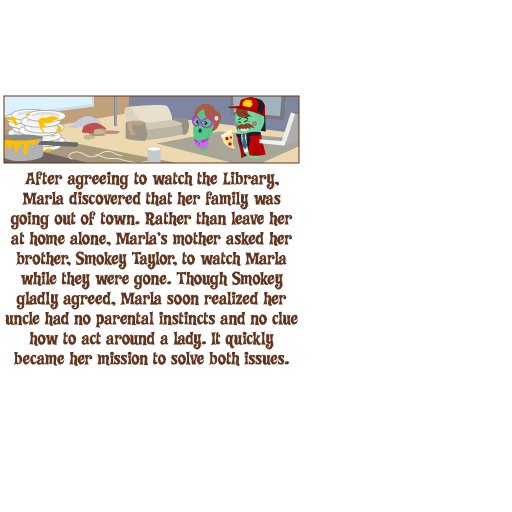 After agreeing to watch the Library,
Marla discovered that her family was
going out of town. Rather than leave her
at home alone, Marla's mother asked her
brother, Smokey Taylor, to watch Marla
while they were gone. Though Smokey
gladly agreed, Marla soon realized her
uncle had no parental instincts and no clue
how to act around a lady. It quickly
became her mission to solve both issues.